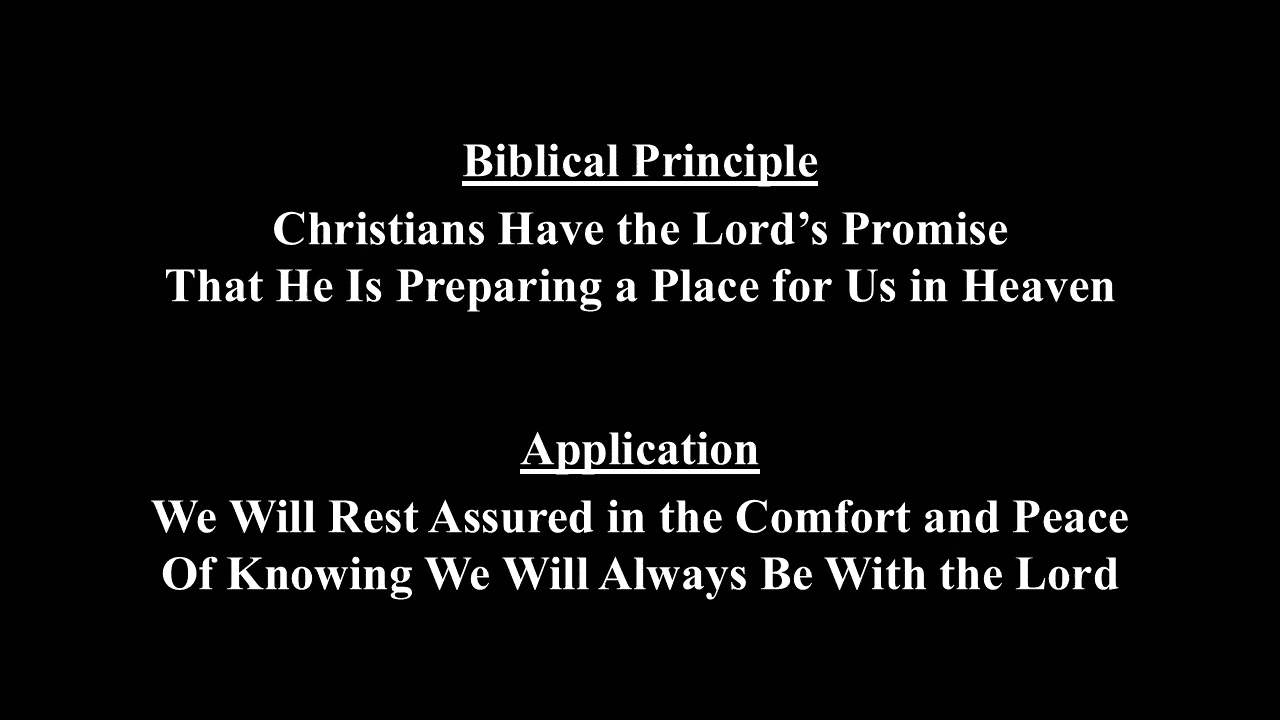 Biblical Principle
Christians Have the Lord’s Promise
That He Is Preparing a Place for Us in Heaven
Application
We Will Rest Assured in the Comfort and Peace
Of Knowing We Will Always Be With the Lord